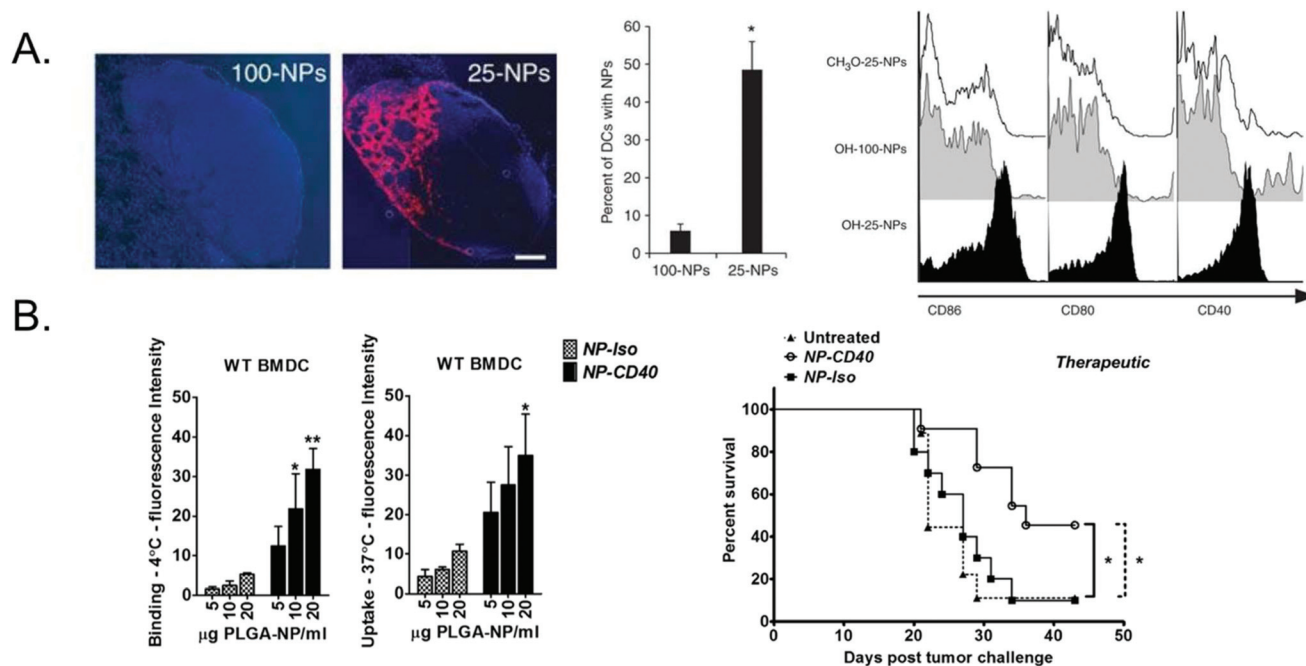 A.
100-NPs
25-NPs
Percent of DCs with NPs
60
50
40
30
20
10
0
*
100-NPs 25-NPs
CH₃O-25-NPs
OH-100-NPs
OH-25-NPs
CD86 CD80 CD40
B.
WT BMDC
Binding - 4°C - fluorescence Intensity
50
40
30
20
10
0
* **
5 10 20 5 10 20
µg PLGA-NP/ml
WT BMDC
Uptake - 37°C - fluorescence Intensity
50
40
30
20
10
0
*
5 10 20 5 10 20
µg PLGA-NP/ml
NP-Iso
NP-CD40
Untreated
NP-CD40
NP-Iso
Therapeutic
Percent survival
100
80
60
40
20
0
* *
0 10 20 30 40 50
Days post tumor challenge